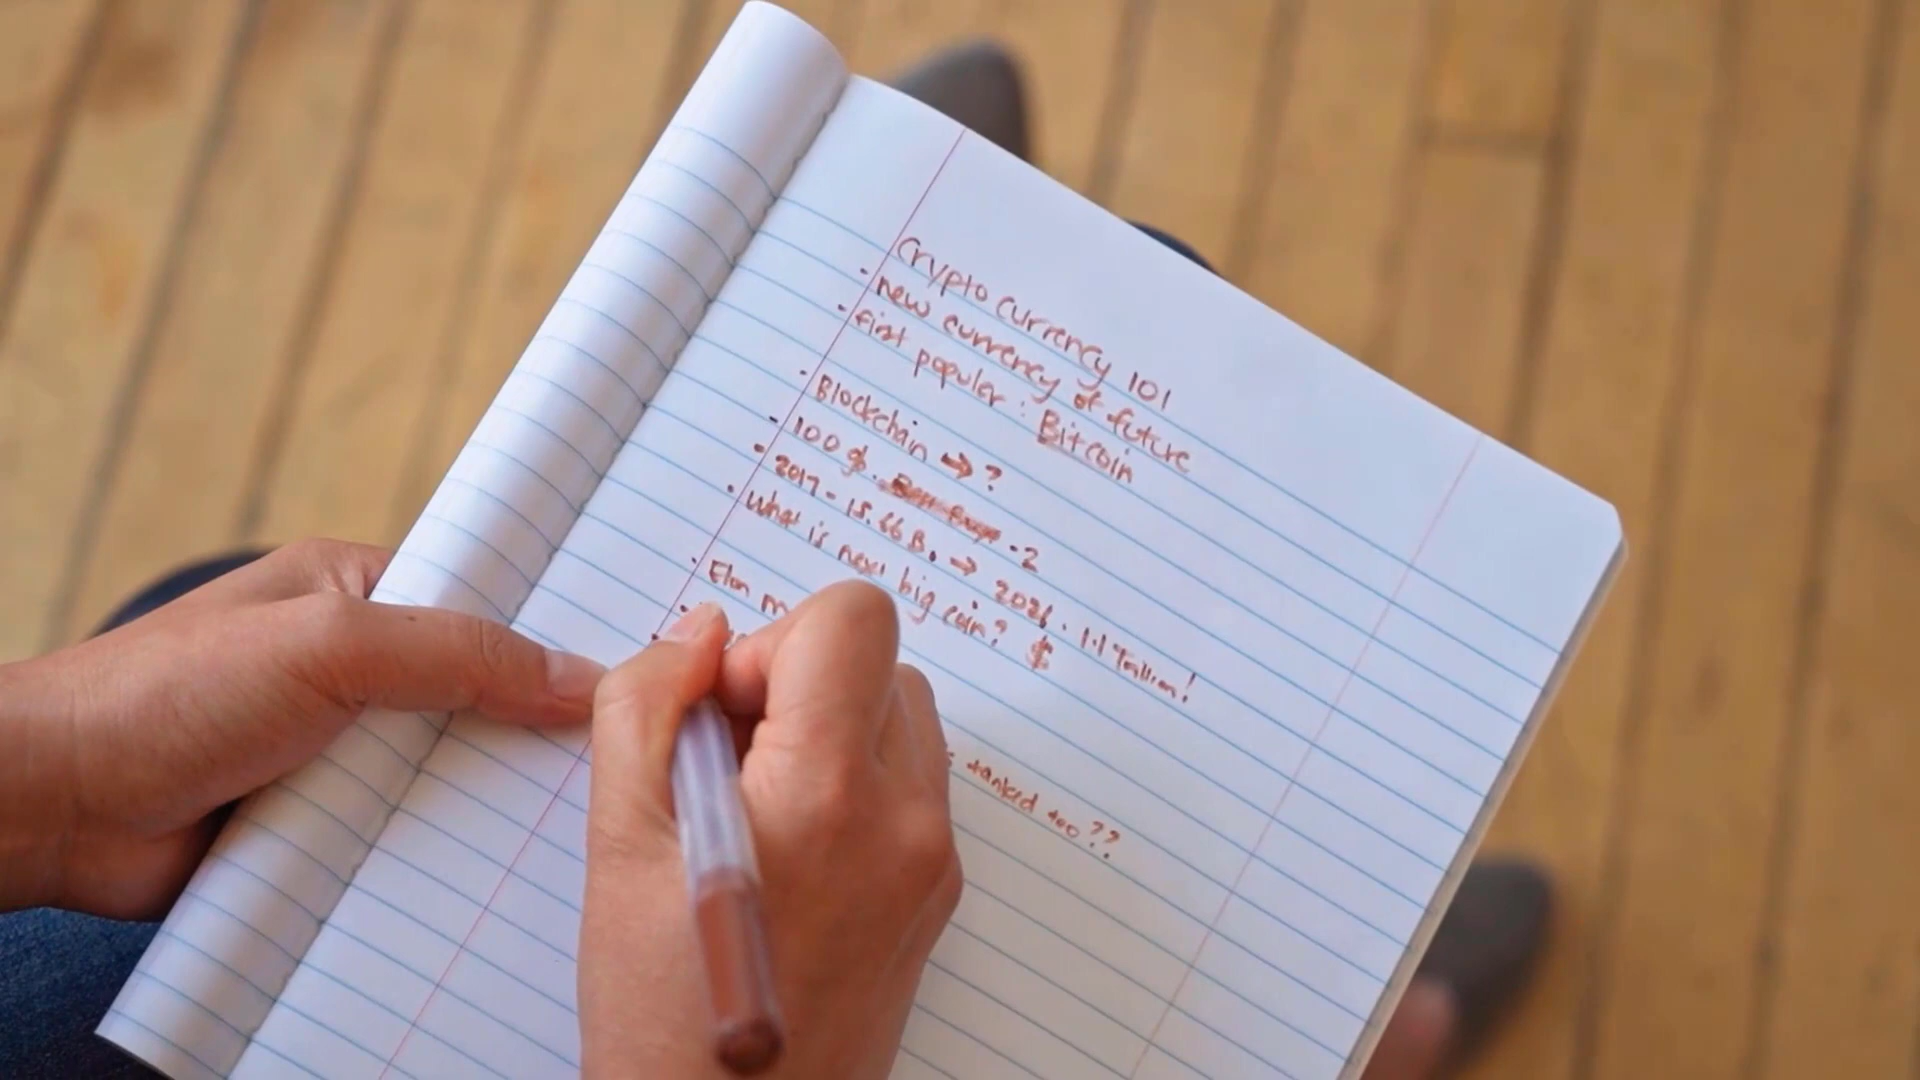 Crypto Currency 101
- new currency of future
- First popular : Bitcoin
- Blockchain → ?
- 100 $. - 2
- 2017 - 15.66 B. → 2021. 1.1 Trillion!
- What is next big coin? $
- Elon m
tanked too ??